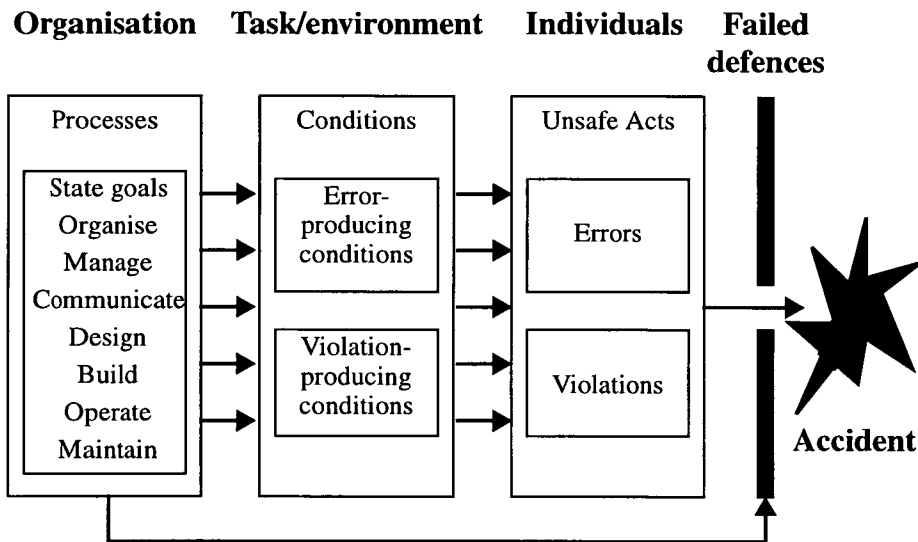 Organisation
Task/environment
Individuals
Failed
defences
Processes
State goals
Organise
Manage
Communicate
Design
Build
Operate
Maintain
Conditions
Error-
producing
conditions
Violation-
producing
conditions
Unsafe Acts
Errors
Violations
Accident